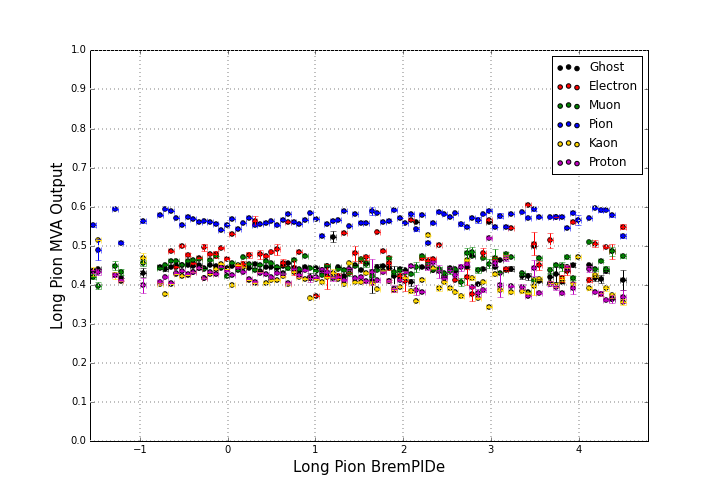 1.0
0.9
0.8
0.7
0.6
0.5
0.4
0.3
0.2
0.1
0.0
−1
0
1
2
3
4
Long Pion MVA Output
Long Pion BremPIDe
Ghost
Electron
Muon
Pion
Kaon
Proton